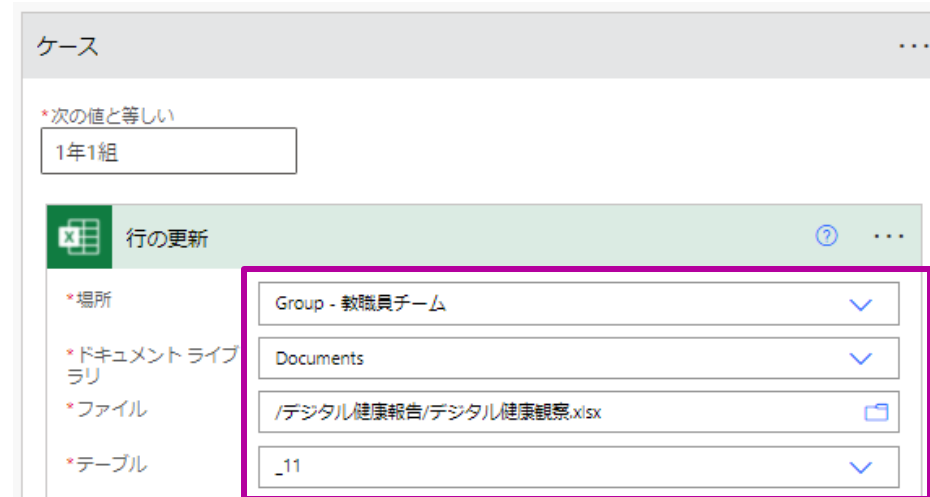 ケース
*次の値と等しい
1年1組
行の更新
*場所
Group - 教職員チーム
*ドキュメント ライブ
ラリ
Documents
*ファイル
/デジタル健康報告/デジタル健康観察.xlsx
*テーブル
_11